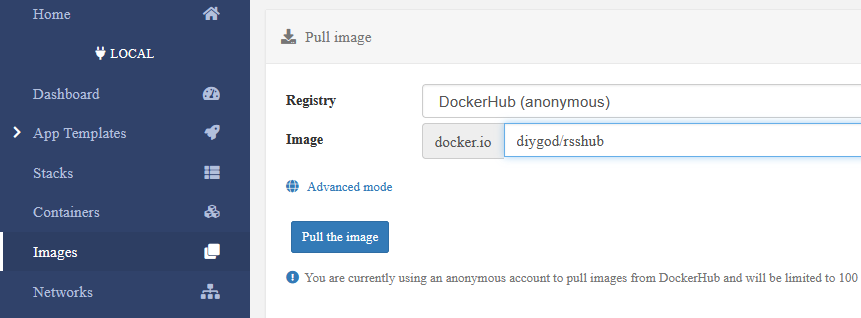 Home
LOCAL
Dashboard
App Templates
Stacks
Containers
Images
Networks
Pull image
Registry
DockerHub (anonymous)
Image
docker.io diygod/rsshub
Advanced mode
Pull the image
You are currently using an anonymous account to pull images from DockerHub and will be limited to 100